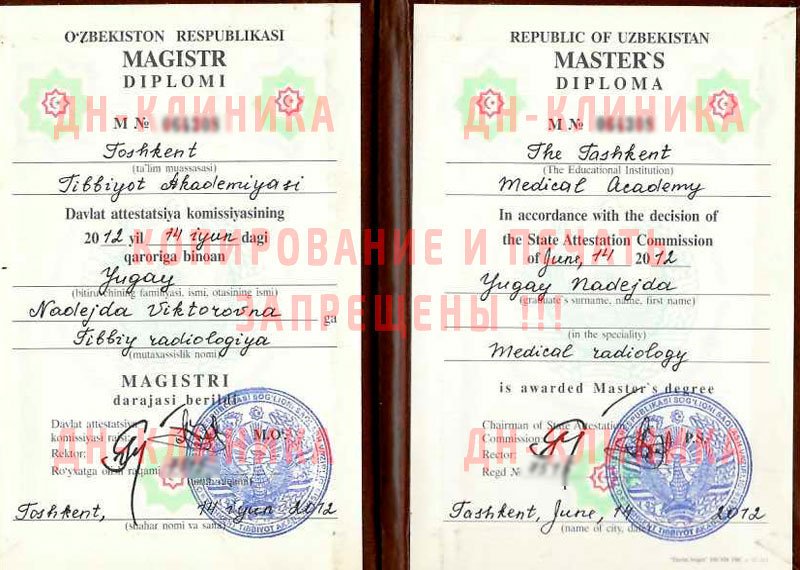 O‘ZBEKISTON RESPUBLIKASI
MAGISTR
DIPLOMI
ДН-КЛИНИКА
M №
Toshkent
(ta'lim muassasasi)
Tibbiyot Akademiyasi
Davlat attestatsiya komissiyasining
2012 yil 14 iyun dagi
qaroriga binoan
Yugay
(bitiruvchining familyasi, ismi, otasining ismi)
Nadejda Viktorovna ga
Tibbiy radiologiya
(mutaxassislik nomi)
MAGISTRI
darajasi berildi
Davlat attestatsiya
komissiyasi raisi:
M.O‘.
Rektor:
Ro‘yxatga olish raqami
ДН-КЛИНИКА
Toshkent, 14 iyun 2012
(shahar nomi va sana)
REPUBLIC OF UZBEKISTAN
MASTER`S
DIPLOMA
ДН-КЛИНИКА
M №
The Tashkent
(The Educational Institution)
Medical Academy
In accordance with the decision of
the State Attestation Commission
of June, 14 2012
Yugay Nadejda
(graduate`s surname, name, first name)
(in the speciality)
Medical radiology
is awarded Master`s degree
Chairman of State Attestation
Commission
P.S.
Rector:
Regd №
ДН-КЛИНИКА
Tashkent, June, 14 2012
(name of city, date)
КОПИРОВАНИЕ И ПЕЧАТЬ
ЗАПРЕЩЕНЫ !!!